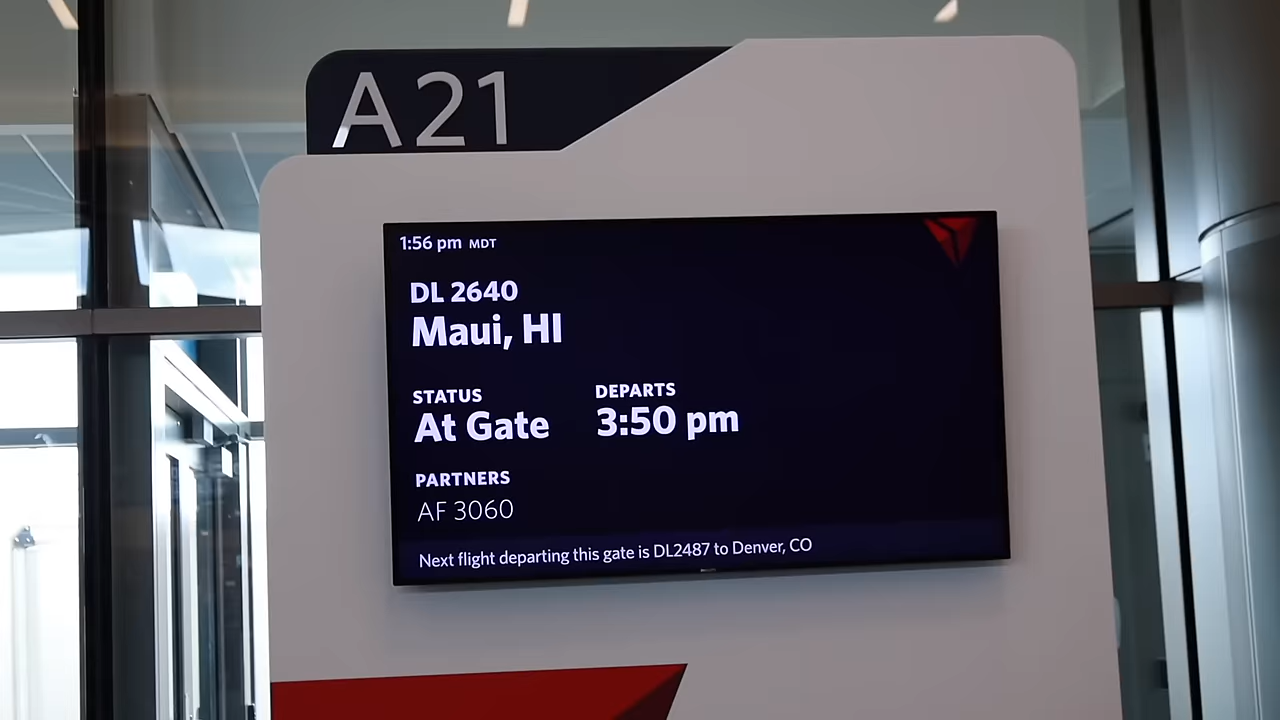 A21
1:56 pm MDT
DL 2640
Maui, HI
STATUS DEPARTS
At Gate 3:50 pm
PARTNERS
AF 3060
Next flight departing this gate is DL2487 to Denver, CO